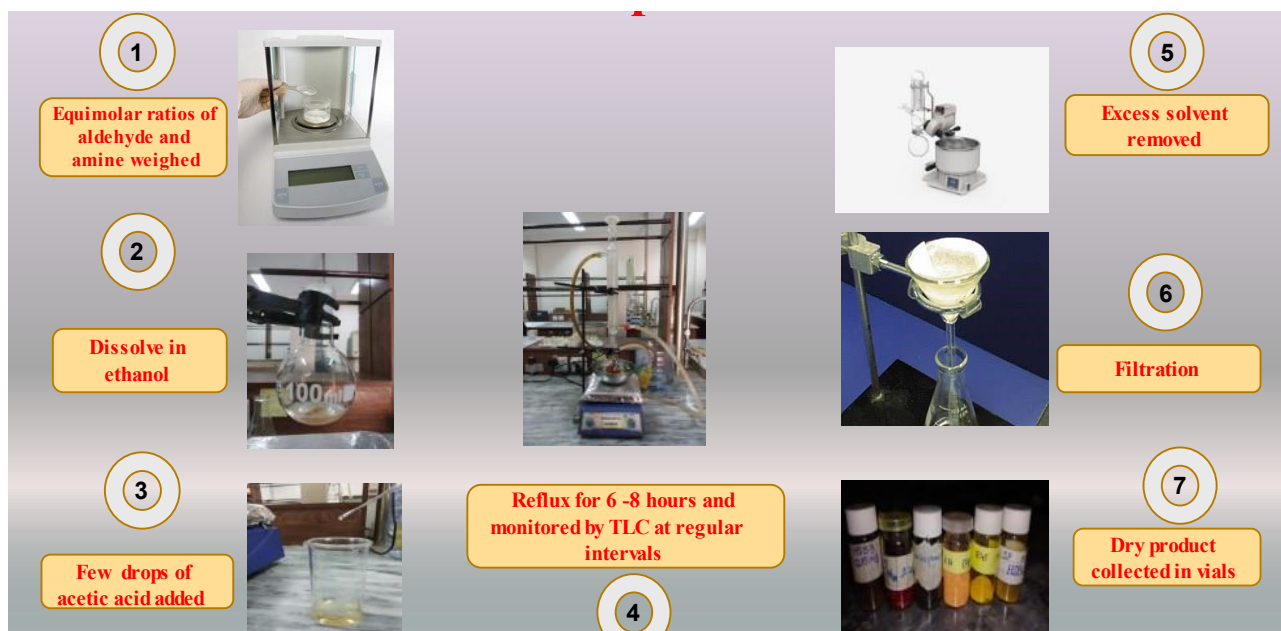 1
Equimolar ratios of
aldehyde and
amine weighed
2
Dissolve in
ethanol
100ml
3
Few drops of
acetic acid added
Reflux for 6 -8 hours and
monitored by TLC at regular
intervals
4
5
Excess solvent
removed
6
Filtration
7
Dry product
collected in vials